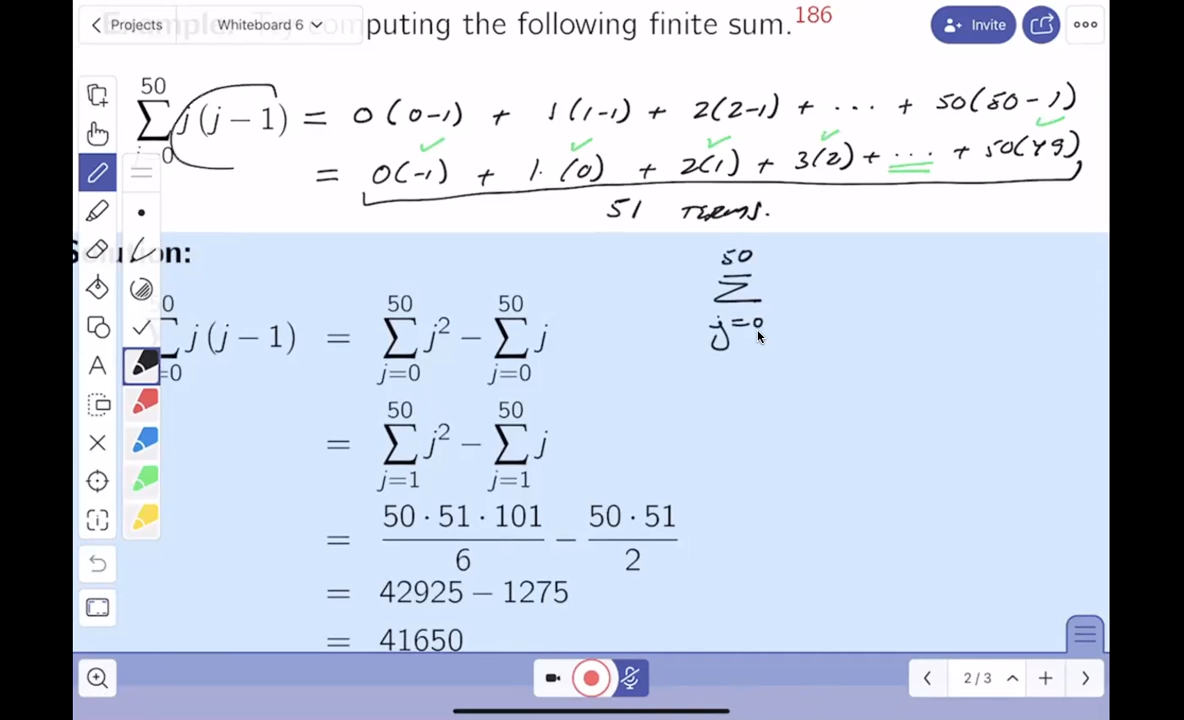 Projects Whiteboard 6 puting the following finite sum.186 Invite
50
∑ j(j − 1) = 0(0-1) + 1(1-1) + 2(2-1) + ... + 50(50-1)
= 0(-1) + 1·(0) + 2(1) + 3(2) + ... + 50(49)
51 TERMS.
Solution:
50
∑
j=0
∑ j(j − 1) = ∑_{j=0}^{50} j² − ∑_{j=0}^{50} j
= ∑_{j=1}^{50} j² − ∑_{j=1}^{50} j
= 50·51·101/6 − 50·51/2
= 42925 − 1275
= 41650
2/3